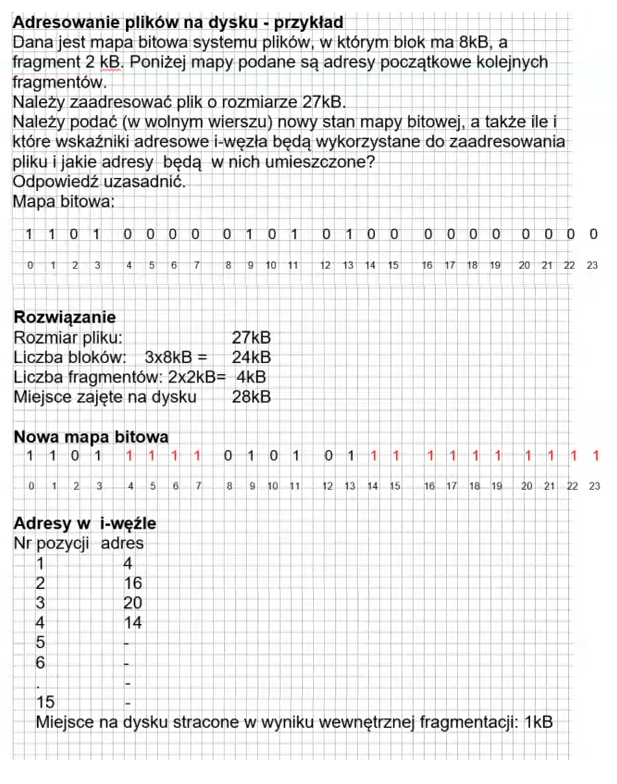 Adresowanie plików na dysku - przykład
Dana jest mapa bitowa systemu plików, w którym blok ma 8kB, a
fragment 2 kB. Poniżej mapy podane są adresy początkowe kolejnych
fragmentów.
Należy zaadresować plik o rozmiarze 27kB.
Należy podać (w wolnym wierszu) nowy stan mapy bitowej, a także ile i
które wskaźniki adresowe i-węzła będą wykorzystane do zaadresowania
pliku i jakie adresy będą w nich umieszczone?
Odpowiedź uzasadnić.
Mapa bitowa:
1 1 0 1 0 0 0 0 0 1 0 1 0 1 0 0 0 0 0 0 0 0 0 0
0 1 2 3 4 5 6 7 8 9 10 11 12 13 14 15 16 17 18 19 20 21 22 23
Rozwiązanie
Rozmiar pliku: 27kB
Liczba bloków: 3x8kB = 24kB
Liczba fragmentów: 2x2kB= 4kB
Miejsce zajęte na dysku 28kB
Nowa mapa bitowa
1 1 0 1 1 1 1 1 0 1 0 1 0 1 1 1 1 1 1 1 1 1 1 1
0 1 2 3 4 5 6 7 8 9 10 11 12 13 14 15 16 17 18 19 20 21 22 23
Adresy w i-węźle
Nr pozycji adres
1 4
2 16
3 20
4 14
5 -
6 -
. -
15 -
Miejsce na dysku stracone w wyniku wewnętrznej fragmentacji: 1kB